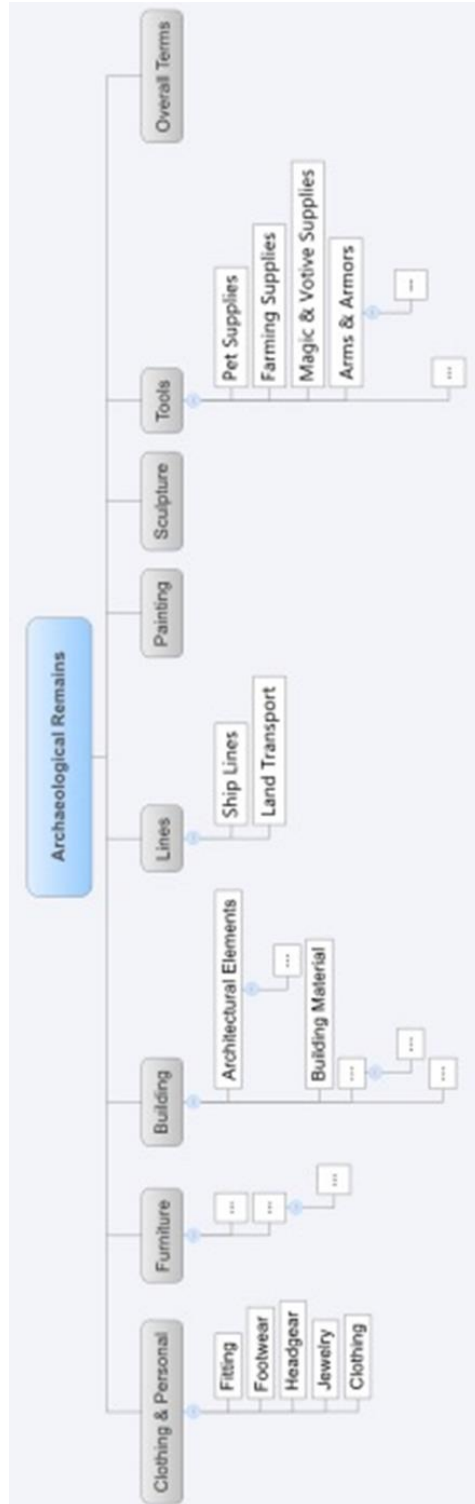 Archaeological Remains
Clothing & Personal
Fitting
Footwear
Headgear
Jewelry
Clothing
Furniture
...
...
...
Building
Architectural Elements
...
Building Material
...
...
...
Lines
Ship Lines
Land Transport
Painting
Sculpture
Tools
Pet Supplies
Farming Supplies
Magic & Votive Supplies
Arms & Armors
...
...
Overall Terms